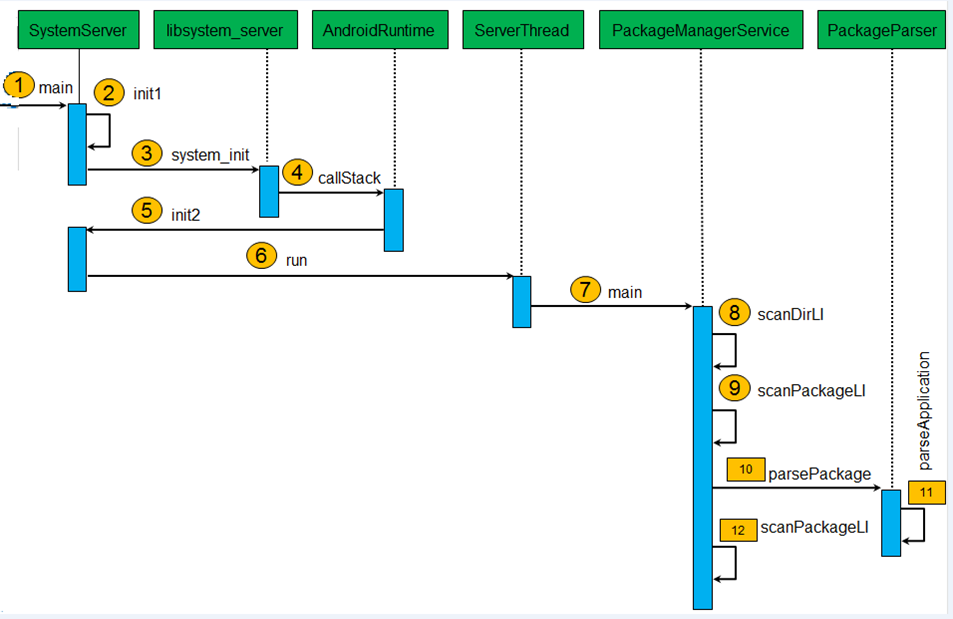 SystemServer
libsystem_server
AndroidRuntime
ServerThread
PackageManagerService
PackageParser
1 main
2 init1
3 system_init
4 callStack
5 init2
6 run
7 main
8 scanDirLI
9 scanPackageLI
10 parsePackage
11 parseApplication
12 scanPackageLI